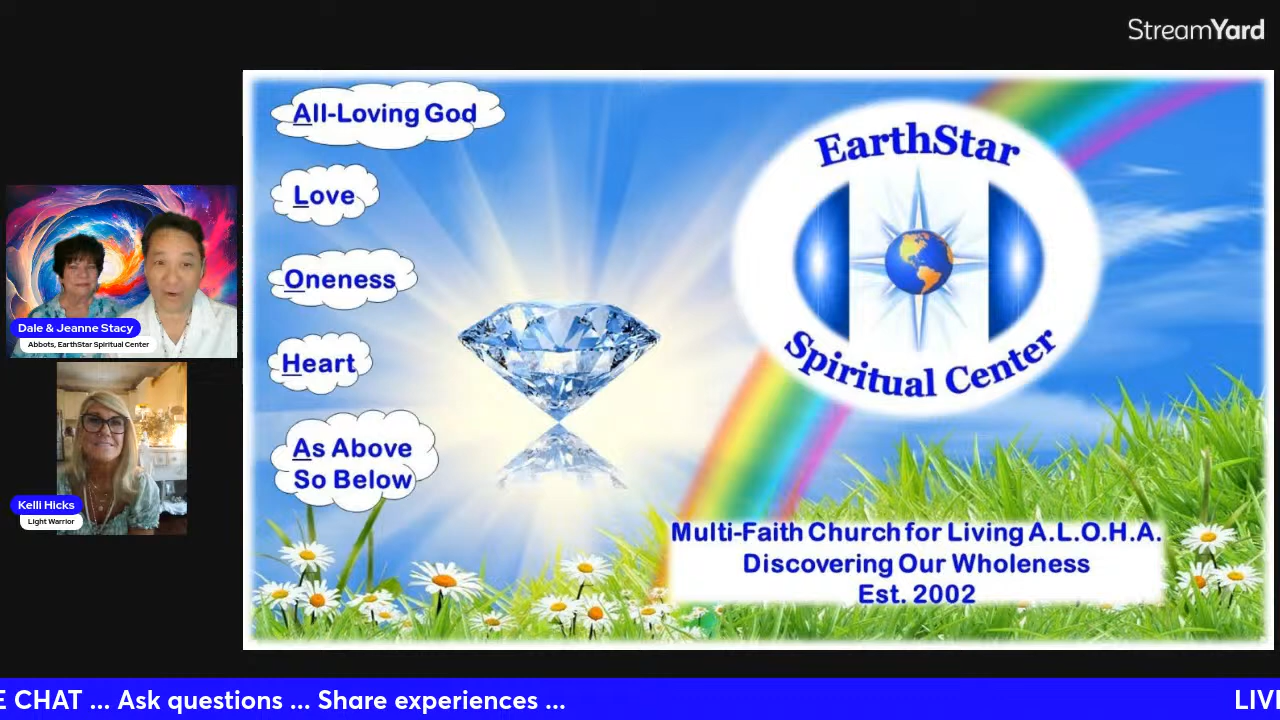 StreamYard
All-Loving God
Love
Oneness
Heart
As Above
So Below
EarthStar
Spiritual Center
Multi-Faith Church for Living A.L.O.H.A.
Discovering Our Wholeness
Est. 2002
Dale & Jeanne Stacy
Abbots, EarthStar Spiritual Center
Kelli Hicks
Light Warrior
E CHAT ... Ask questions ... Share experiences ...
LIVE